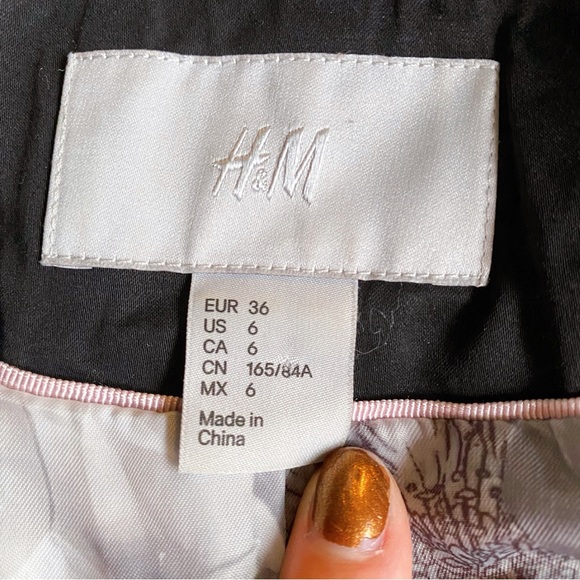 H&M
EUR 36
US 6
CA 6
CN 165/84A
MX 6
Made in
China